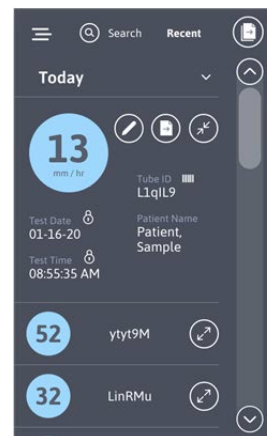 Search Recent
Today
13
mm / hr
Tube ID
L1qIL9
Test Date
01-16-20
Patient Name
Patient,
Sample
Test Time
08:55:35 AM
52 ytyt9M
32 LinRMu